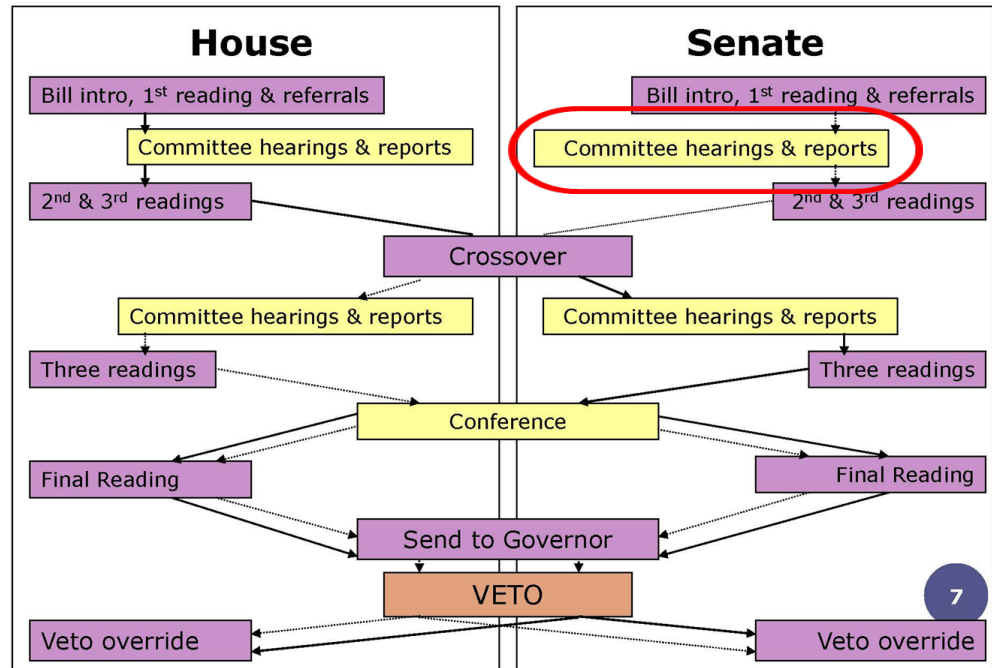 House
Senate
Bill intro, 1st reading & referrals
Bill intro, 1st reading & referrals
Committee hearings & reports
Committee hearings & reports
2nd & 3rd readings
2nd & 3rd readings
Crossover
Committee hearings & reports
Committee hearings & reports
Three readings
Three readings
Conference
Final Reading
Final Reading
Send to Governor
VETO
7
Veto override
Veto override